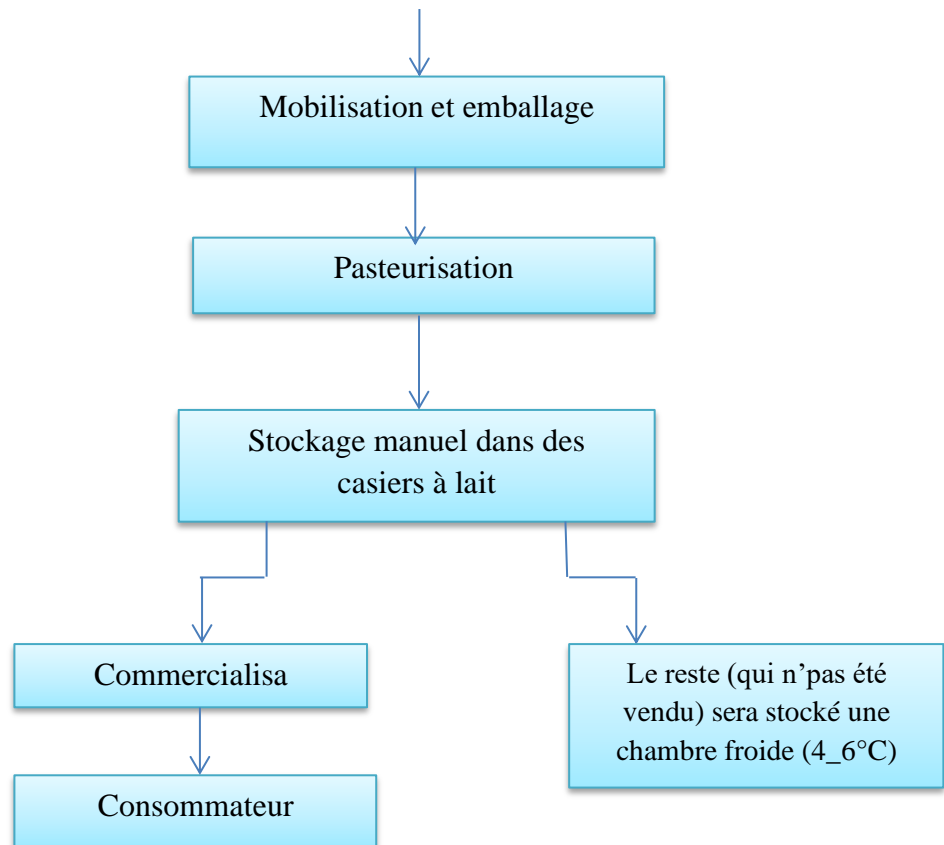 Mobilisation et emballage
Pasteurisation
Stockage manuel dans des
casiers à lait
Commercialisa
Le reste (qui n’pas été
vendu) sera stocké une
chambre froide (4_6°C)
Consommateur